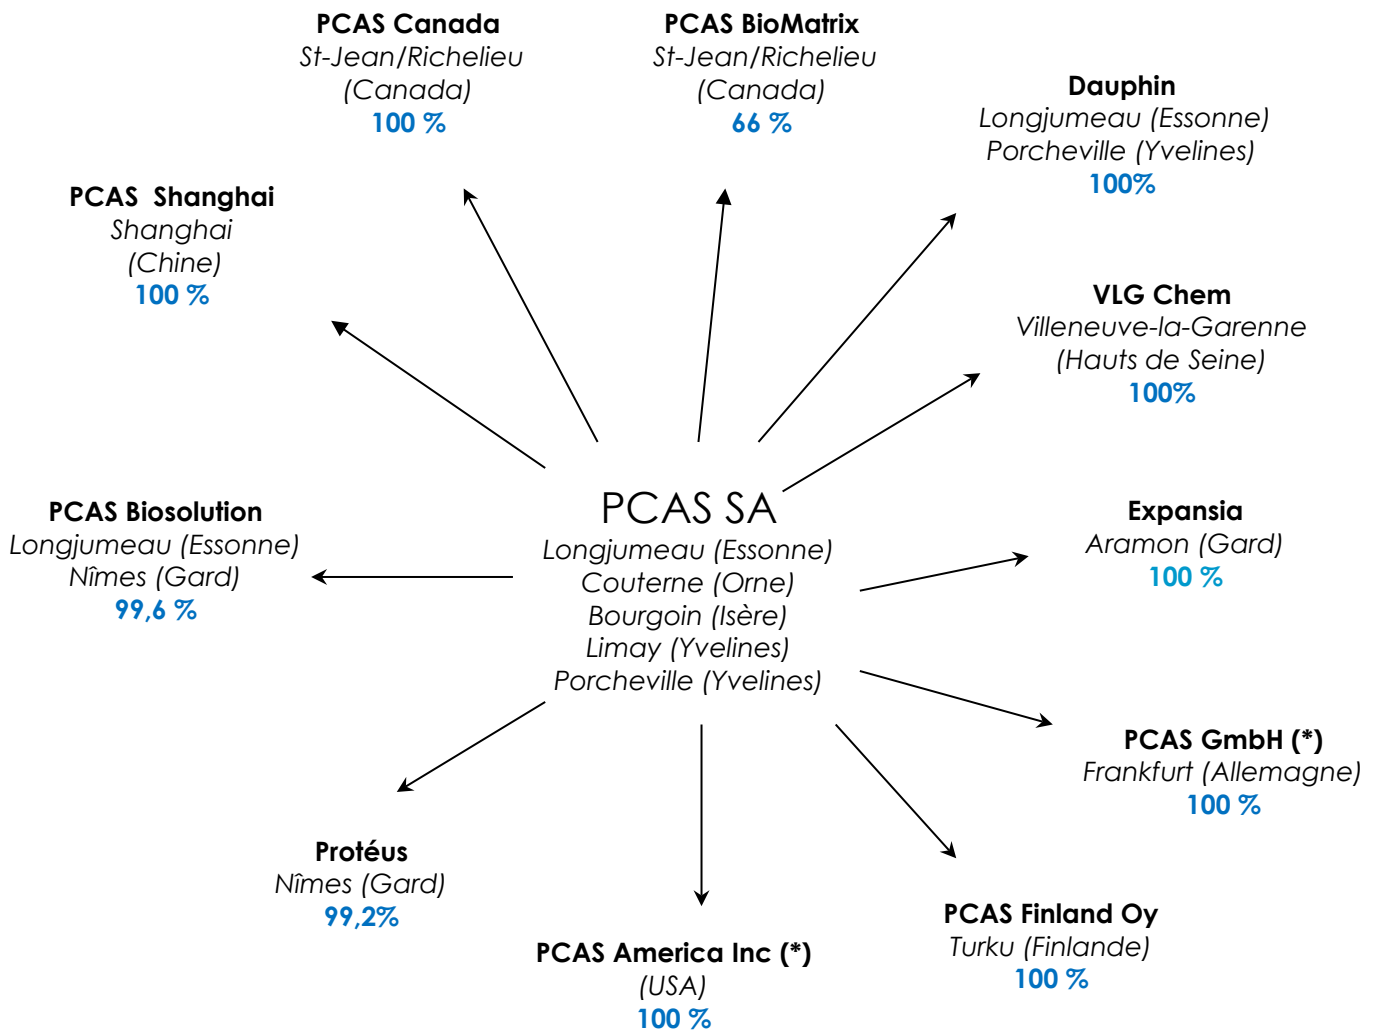 PCAS Canada
St-Jean/Richelieu
(Canada)
100 %
PCAS BioMatrix
St-Jean/Richelieu
(Canada)
66 %
Dauphin
Longjumeau (Essonne)
Porcheville (Yvelines)
100%
PCAS Shanghai
Shanghai
(Chine)
100 %
VLG Chem
Villeneuve-la-Garenne
(Hauts de Seine)
100%
PCAS Biosolution
Longjumeau (Essonne)
Nîmes (Gard)
99,6 %
PCAS SA
Longjumeau (Essonne)
Couterne (Orne)
Bourgoin (Isère)
Limay (Yvelines)
Porcheville (Yvelines)
Expansia
Aramon (Gard)
100 %
PCAS GmbH (*)
Frankfurt (Allemagne)
100 %
Protéus
Nîmes (Gard)
99,2%
PCAS America Inc (*)
(USA)
100 %
PCAS Finland Oy
Turku (Finlande)
100 %